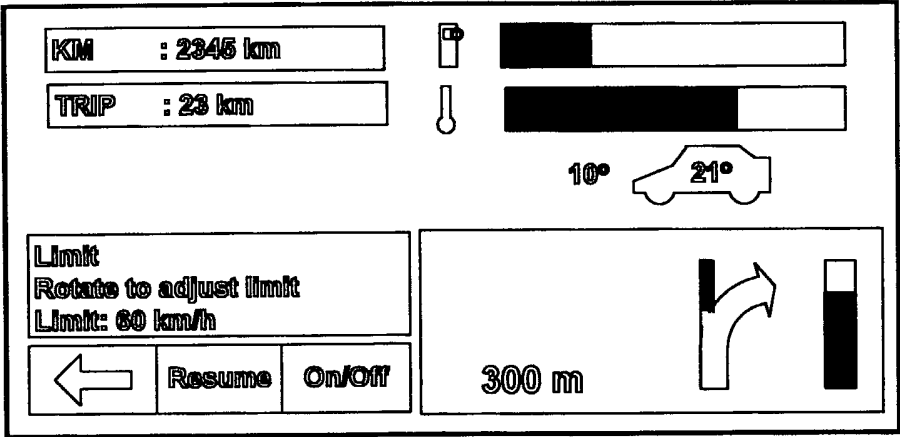 KM : 2345 km
TRIP : 23 km
10° 21°
Limit
Rotate to adjust limit
Limit: 60 km/h
Resume On/Off
300 m